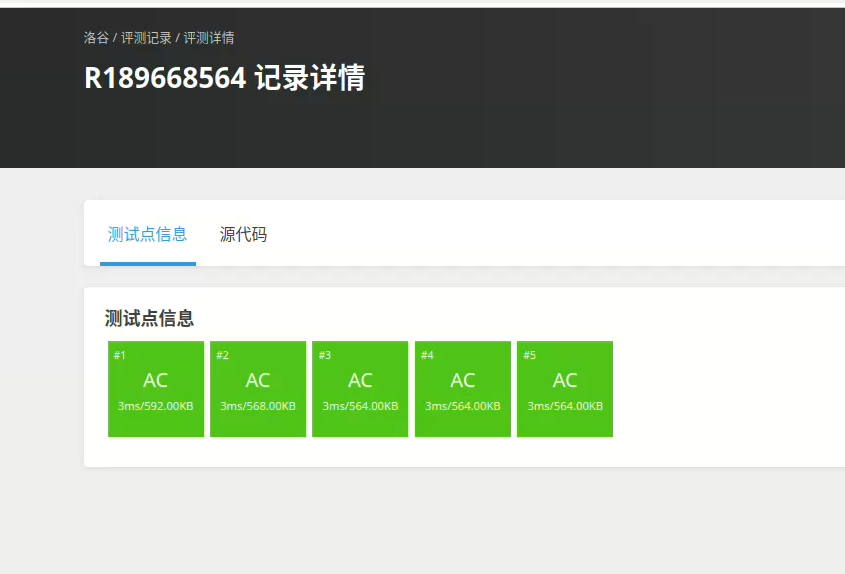 洛谷 / 评测记录 / 评测详情
R189668564 记录详情
测试点信息 源代码
测试点信息
#1 #2 #3 #4 #5
AC AC AC AC AC
3ms/592.00KB 3ms/568.00KB 3ms/564.00KB 3ms/564.00KB 3ms/564.00KB